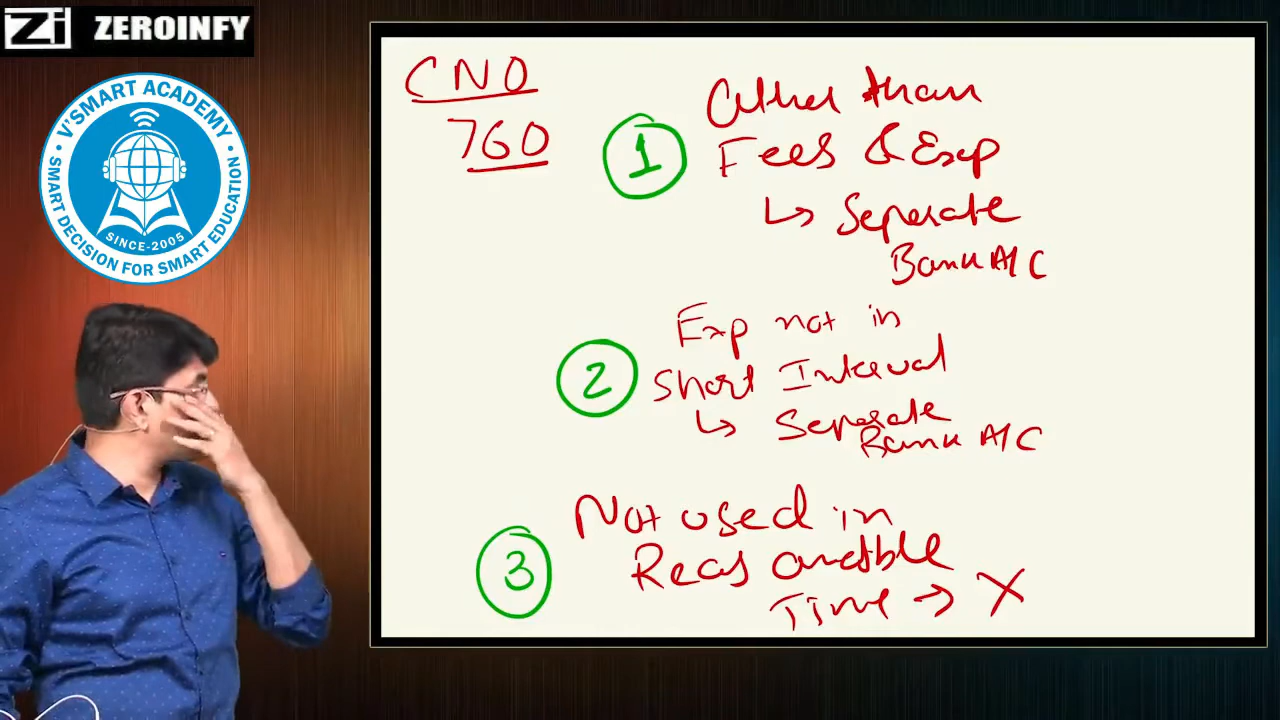 Zi ZEROINFY
V'SMART ACADEMY
SINCE-2005
SMART DECISION FOR SMART EDUCATION
CNO
760
1
Other than
Fees & Exp
↳ Seperate
Bank A/C
2
Exp not in
Short Interval
↳ Seperate
Bank A/C
3
Not used in
Reasonable
Time → X